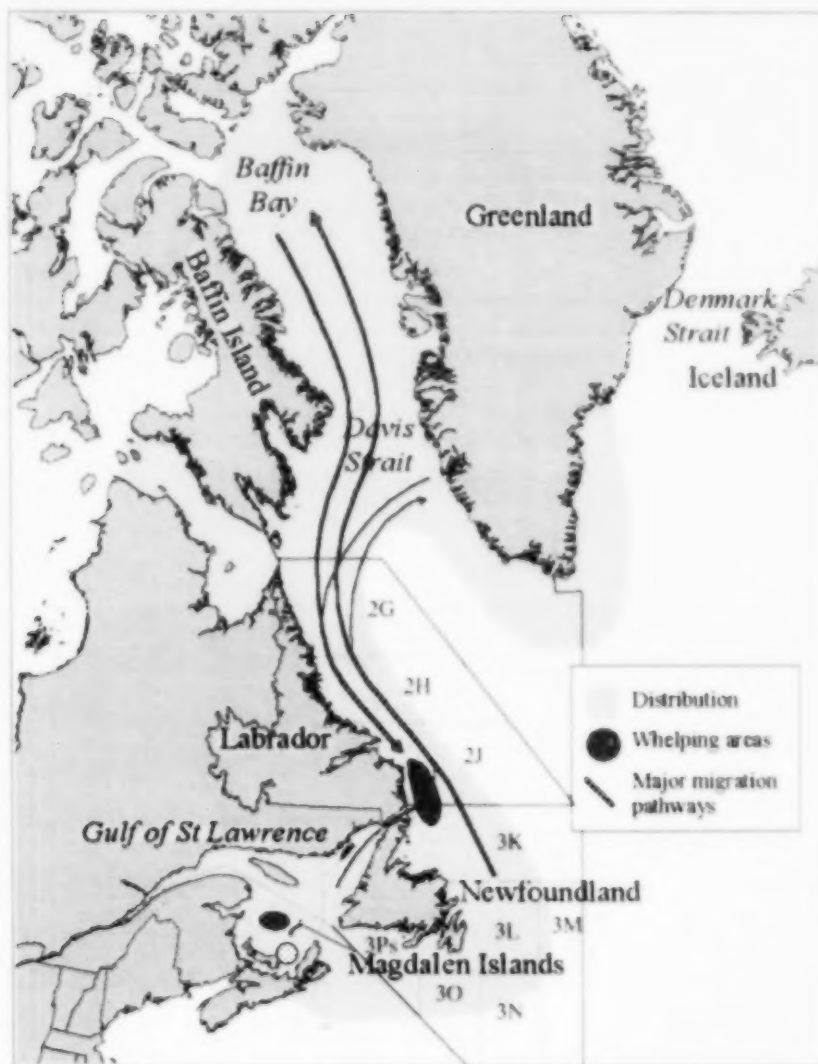 Baffin
Bay
Greenland
Baffin Island
Denmark
Strait
Iceland
Davis
Strait
2G
2H
Distribution
Labrador
2J
Whelping areas
Major migration
pathways
Gulf of St Lawrence
3K
Newfoundland
3L
3M
3Ps
Magdalen Islands
3O
3N